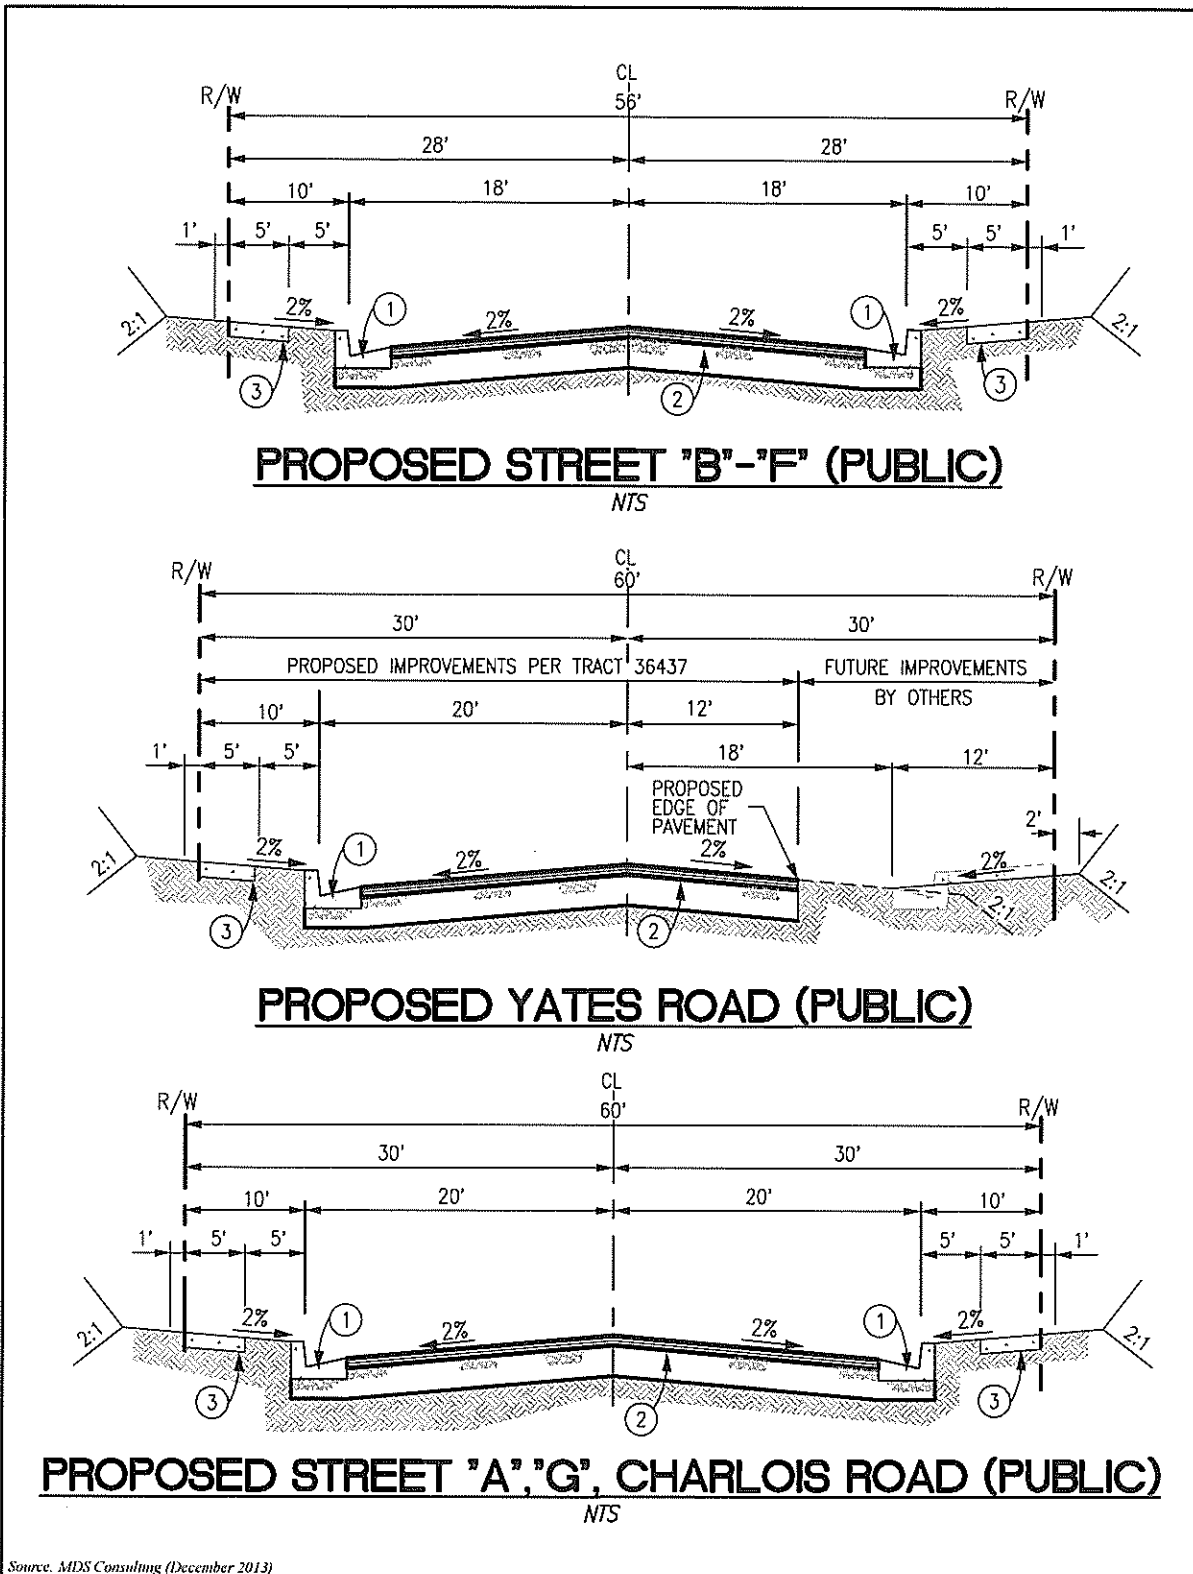 CL
R/W 56' R/W
28' 28'
10' 18' 18' 10'
1' 5' 5' 5' 5' 1'
2:1 2% 1 2% 2% 1 2% 2:1
3 2 3
PROPOSED STREET "B"-"F" (PUBLIC)
NTS
CL
R/W 60' R/W
30' 30'
PROPOSED IMPROVEMENTS PER TRACT 36437 FUTURE IMPROVEMENTS
BY OTHERS
10' 20' 12'
1' 5' 5' 18' 12'
PROPOSED
EDGE OF
PAVEMENT
2'
2:1 2% 1 2% 2% 2% 2:1
2:1
3 2
PROPOSED YATES ROAD (PUBLIC)
NTS
CL
R/W 60' R/W
30' 30'
10' 20' 20' 10'
1' 5' 5' 5' 5' 1'
2:1 2% 1 2% 2% 1 2% 2:1
3 2 3
PROPOSED STREET "A","G", CHARLOIS ROAD (PUBLIC)
NTS
Source: MDS Consulting (December 2013)